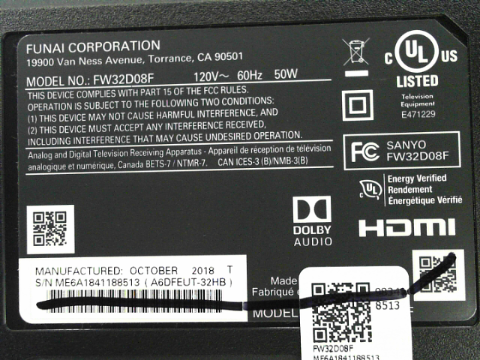 FUNAI CORPORATION
19900 Van Ness Avenue, Torrance, CA 90501
MODEL NO.: FW32D08F 120V~ 60Hz 50W
THIS DEVICE COMPLIES WITH PART 15 OF THE FCC RULES.
OPERATION IS SUBJECT TO THE FOLLOWING TWO CONDITIONS:
(1) THIS DEVICE MAY NOT CAUSE HARMFUL INTERFERENCE, AND
(2) THIS DEVICE MUST ACCEPT ANY INTERFERENCE RECEIVED,
INCLUDING INTERFERENCE THAT MAY CAUSE UNDESIRED OPERATION.
Analog and Digital Television Receiving Apparatus - Appareil de réception de télévision
analogique et numérique, Canada BETS-7 / NTMR-7. CAN ICES-3 (B)/NMB-3(B)
C UL US
LISTED
Television
Equipment
E471229
FC SANYO
FW32D08F
C UL
Energy Verified
Rendement
Énergétique Vérifié
DOLBY
AUDIO
HDMI
MANUFACTURED: OCTOBER 2018 T
S/N ME6A1841188513 ( A6DFEUT-32HB )
Made
Fabriqué
MODEL
8513
FW32D08F
ME6A1841188513